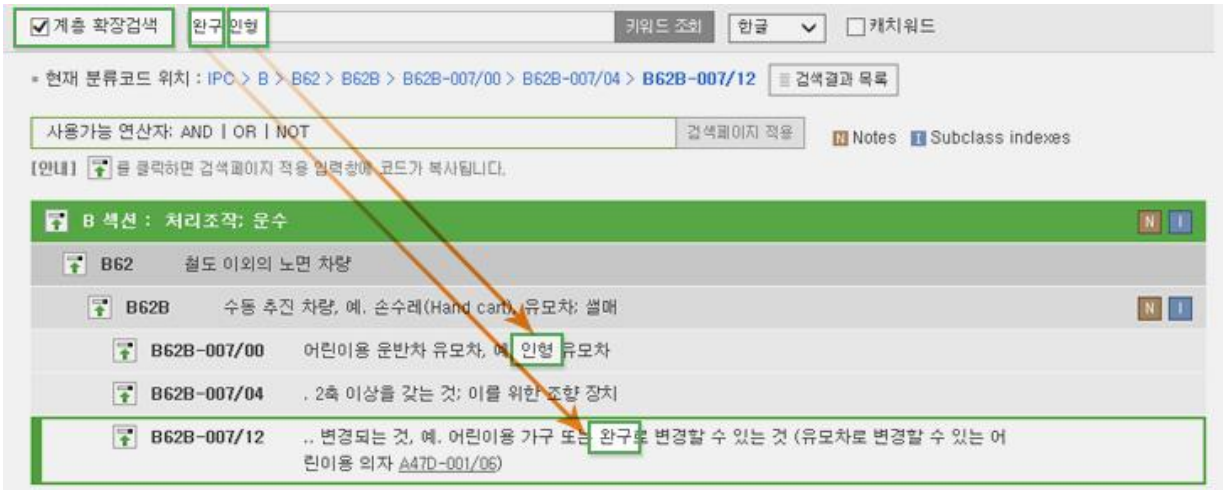 계층 확장검색 완구 인형 키워드 조회 한글 캐치워드
현재 분류코드 위치 : IPC > B > B62 > B62B > B62B-007/00 > B62B-007/04 > B62B-007/12 검색결과 목록
사용가능 연산자: AND | OR | NOT 검색페이지 적용 N Notes I Subclass indexes
[안내] 를 클릭하면 검색페이지 적용 입력창에 코드가 복사됩니다.
B 섹션 : 처리조작; 운수 N I
B62 철도 이외의 노면 차량
B62B 수동 추진 차량, 예. 손수레(Hand cart), 유모차; 썰매 N I
B62B-007/00 어린이용 운반차 유모차, 예 인형 유모차
B62B-007/04 . 2축 이상을 갖는 것; 이를 위한 조향 장치
B62B-007/12 .. 변경되는 것, 예. 어린이용 가구 또는 완구로 변경할 수 있는 것 (유모차로 변경할 수 있는 어
린이용 의자 A47D-001/06)